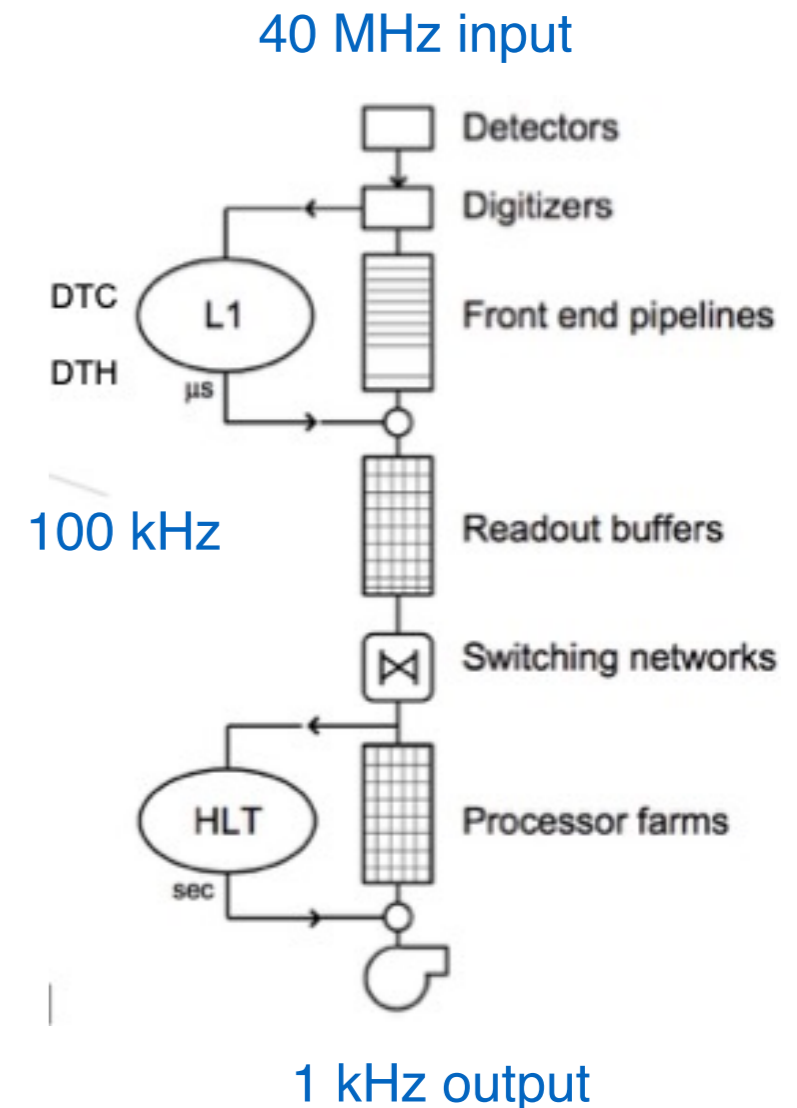 40 MHz input
Detectors
Digitizers
DTC
L1
Front end pipelines
DTH
µs
100 kHz
Readout buffers
Switching networks
HLT
Processor farms
sec
1 kHz output